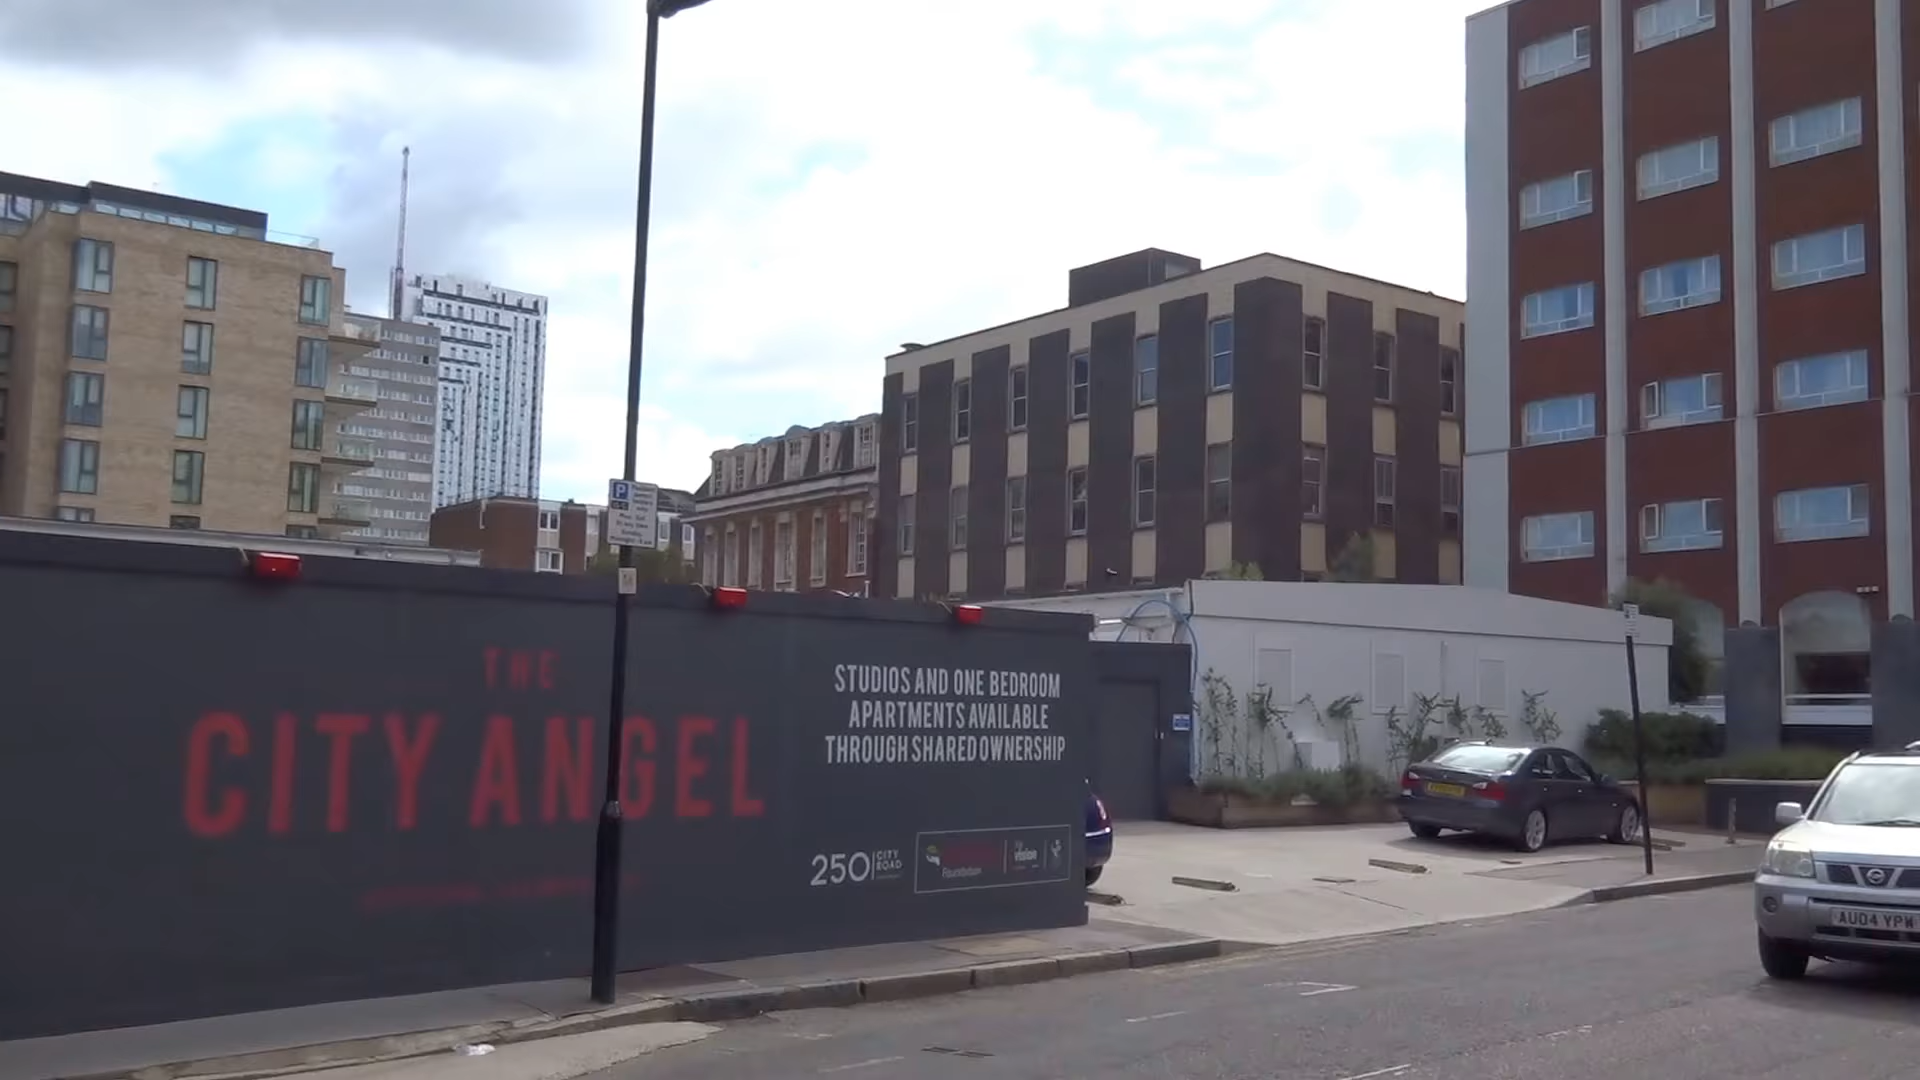 THE
CITY ANGEL
STUDIOS AND ONE BEDROOM
APARTMENTS AVAILABLE
THROUGH SHARED OWNERSHIP
250 CITY
ROAD
Foundation
vision
P
AU04 YPW